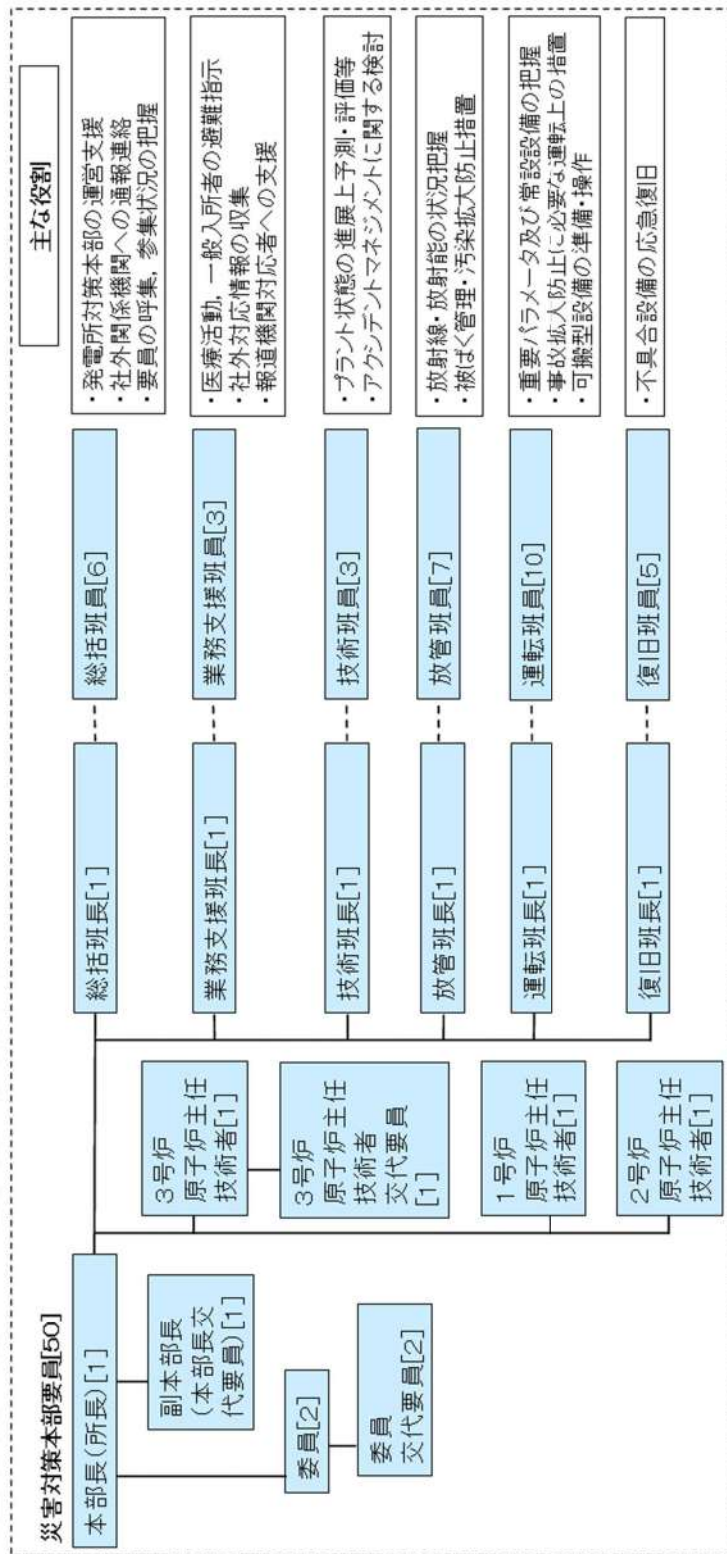 災害対策本部要員[50]
本部長(所長)[1]
副本部長
(本部長交
代要員)[1]
委員[2]
委員
交代要員[2]
3号炉
原子炉主任
技術者[1]
3号炉
原子炉主任
技術者
交代要員
[1]
1号炉
原子炉主任
技術者[1]
2号炉
原子炉主任
技術者[1]
主な役割
総括班長[1]
総括班員[6]
・発電所対策本部の運営支援
・社外関係機関への通報連絡
・要員の呼集，参集状況の把握
業務支援班長[1]
業務支援班員[3]
・医療活動，一般入所者の避難指示
・社外対応情報の収集
・報道機関対応者への支援
技術班長[1]
技術班員[3]
・プラント状態の進展上予測・評価等
・アクシデントマネジメントに関する検討
放管班長[1]
放管班員[7]
・放射線・放射能の状況把握
・被ばく管理・汚染拡大防止措置
運転班長[1]
運転班員[10]
・重要パラメータ及び常設設備の把握
・事故拡大防止に必要な運転上の措置
・可搬型設備の準備・操作
復旧班長[1]
復旧班員[5]
・不具合設備の応急復旧